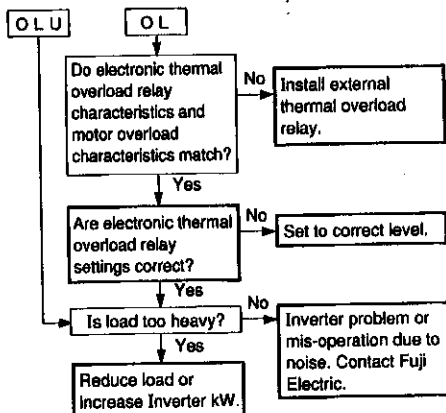 OLU
OL
Do electronic thermal
overload relay
characteristics and
motor overload
characteristics match?
No
Install external
thermal overload
relay.
Yes
Are electronic thermal
overload relay
settings correct?
No
Set to correct level.
Yes
Is load too heavy?
No
Inverter problem or
mis-operation due to
noise. Contact Fuji
Electric.
Yes
Reduce load or
increase Inverter kW.